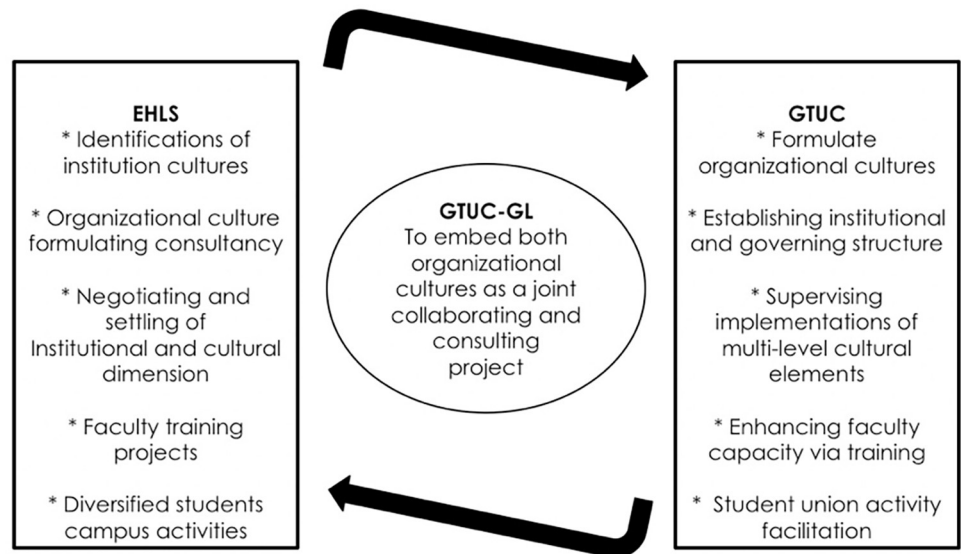 EHLS
* Identifications of
institution cultures
* Organizational culture
formulating consultancy
* Negotiating and
settling of
Institutional and cultural
dimension
* Faculty training
projects
* Diversified students
campus activities
GTUC-GL
To embed both
organizational
cultures as a joint
collaborating and
consulting
project
GTUC
* Formulate
organizational cultures
* Establishing institutional
and governing structure
* Supervising
implementations of
multi-level cultural
elements
* Enhancing faculty
capacity via training
* Student union activity
facilitation